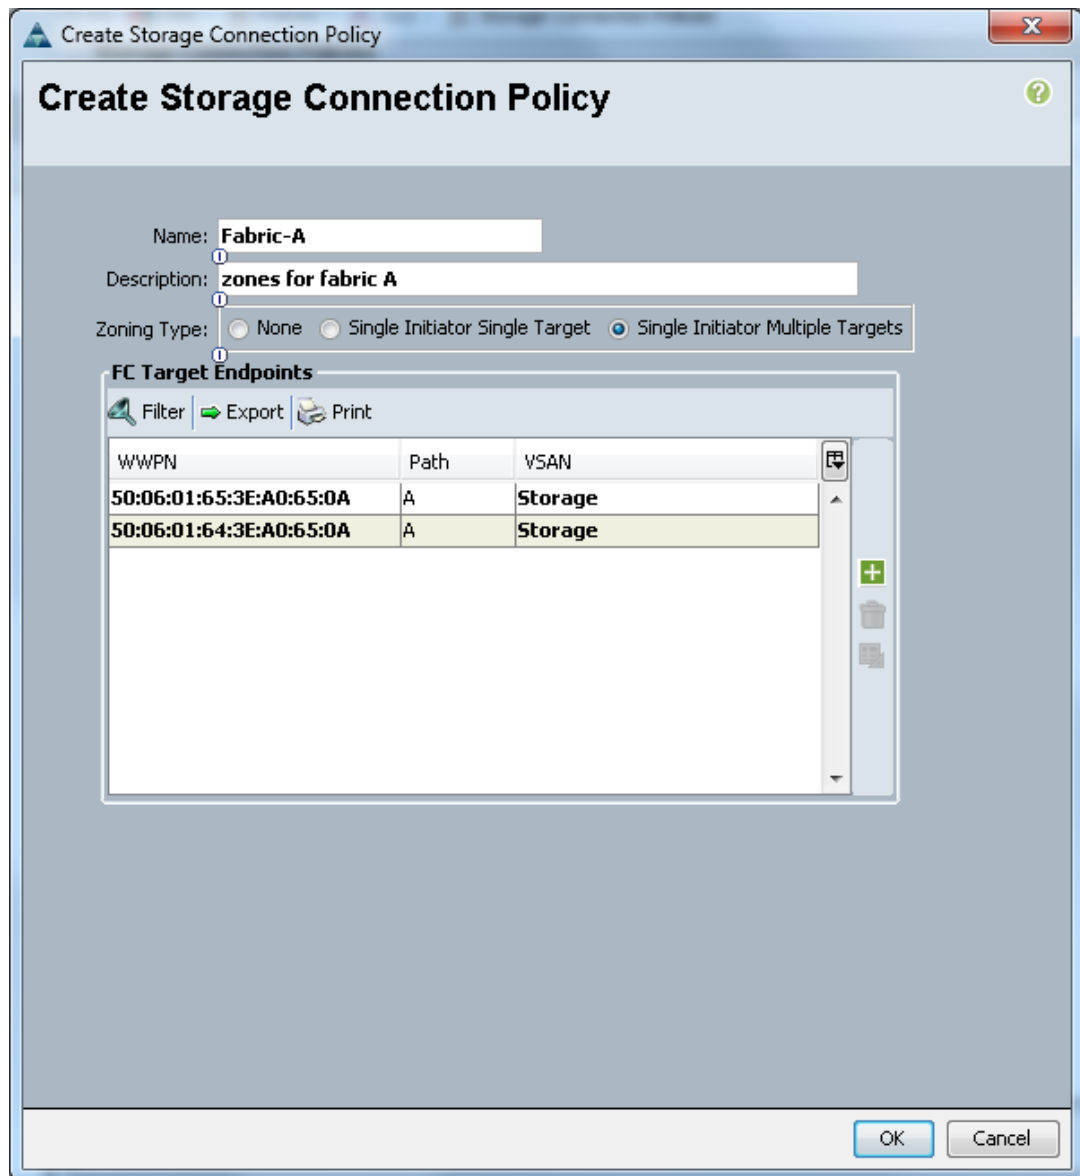 Create Storage Connection Policy
Create Storage Connection Policy
Name: Fabric-A
Description: zones for fabric A
Zoning Type: None Single Initiator Single Target Single Initiator Multiple Targets
FC Target Endpoints
Filter Export Print
WWPN Path VSAN
50:06:01:65:3E:A0:65:0A A Storage
50:06:01:64:3E:A0:65:0A A Storage
OK Cancel